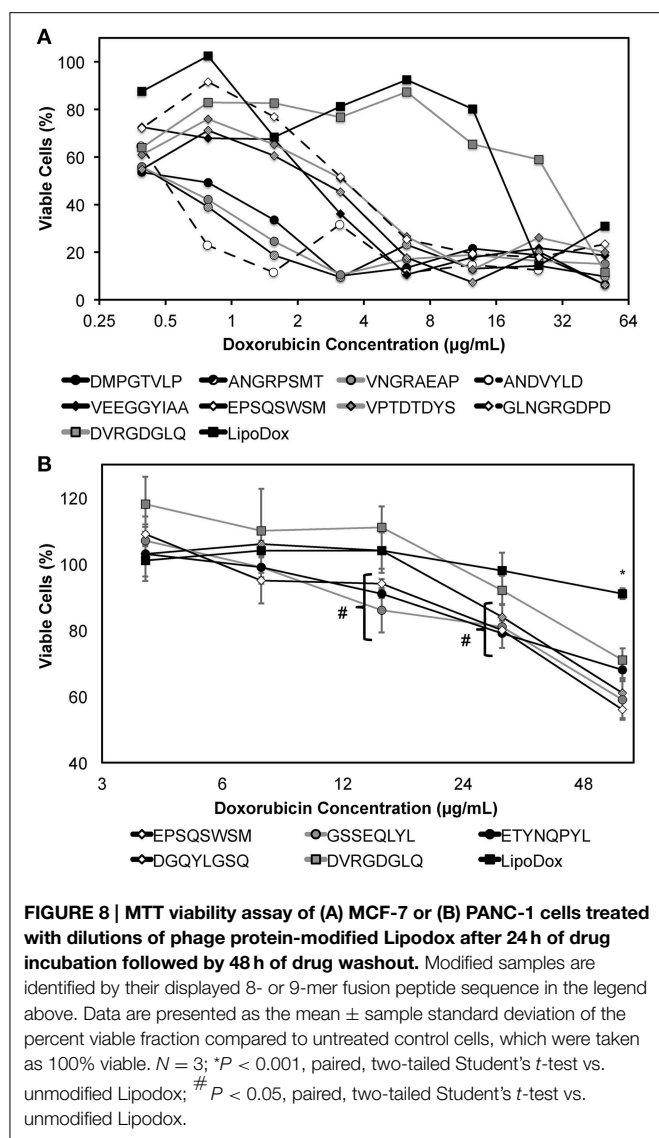 A
100
80
60
40
20
0
Viable Cells (%)
0.25 0.5 1 2 4 8 16 32 64
Doxorubicin Concentration (µg/mL)
DMPGTVLP ANGRPSMT VNGRAEAP ANDVYLD
VEEGGYIAA EPSQSWSM VPTDTDYS GLNGRGDPD
DVRGDGLQ LipoDox
B
120
100
80
60
40
Viable Cells (%)
#
#
*
3 6 12 24 48
Doxorubicin Concentration (µg/mL)
EPSQSWSM GSSEQLYL ETYNQPYL
DGQYLGSQ DVRGDGLQ LipoDox
FIGURE 8 | MTT viability assay of (A) MCF-7 or (B) PANC-1 cells treated
with dilutions of phage protein-modified Lipodox after 24 h of drug
incubation followed by 48 h of drug washout. Modified samples are
identified by their displayed 8- or 9-mer fusion peptide sequence in the legend
above. Data are presented as the mean ± sample standard deviation of the
percent viable fraction compared to untreated control cells, which were taken
as 100% viable. N = 3; *P < 0.001, paired, two-tailed Student's t-test vs.
unmodified Lipodox; #P < 0.05, paired, two-tailed Student's t-test vs.
unmodified Lipodox.